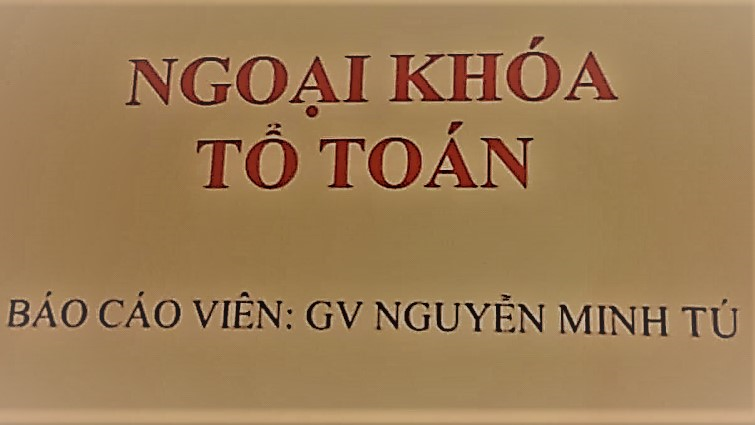 NGOẠI KHÓA
TỔ TOÁN
BÁO CÁO VIÊN: GV NGUYỄN MINH TÚ